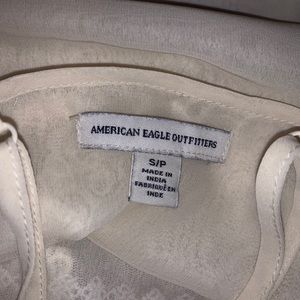 AMERICAN EAGLE OUTFITTERS
S/P
MADE IN
INDIA
FABRIQUÉ EN
INDE